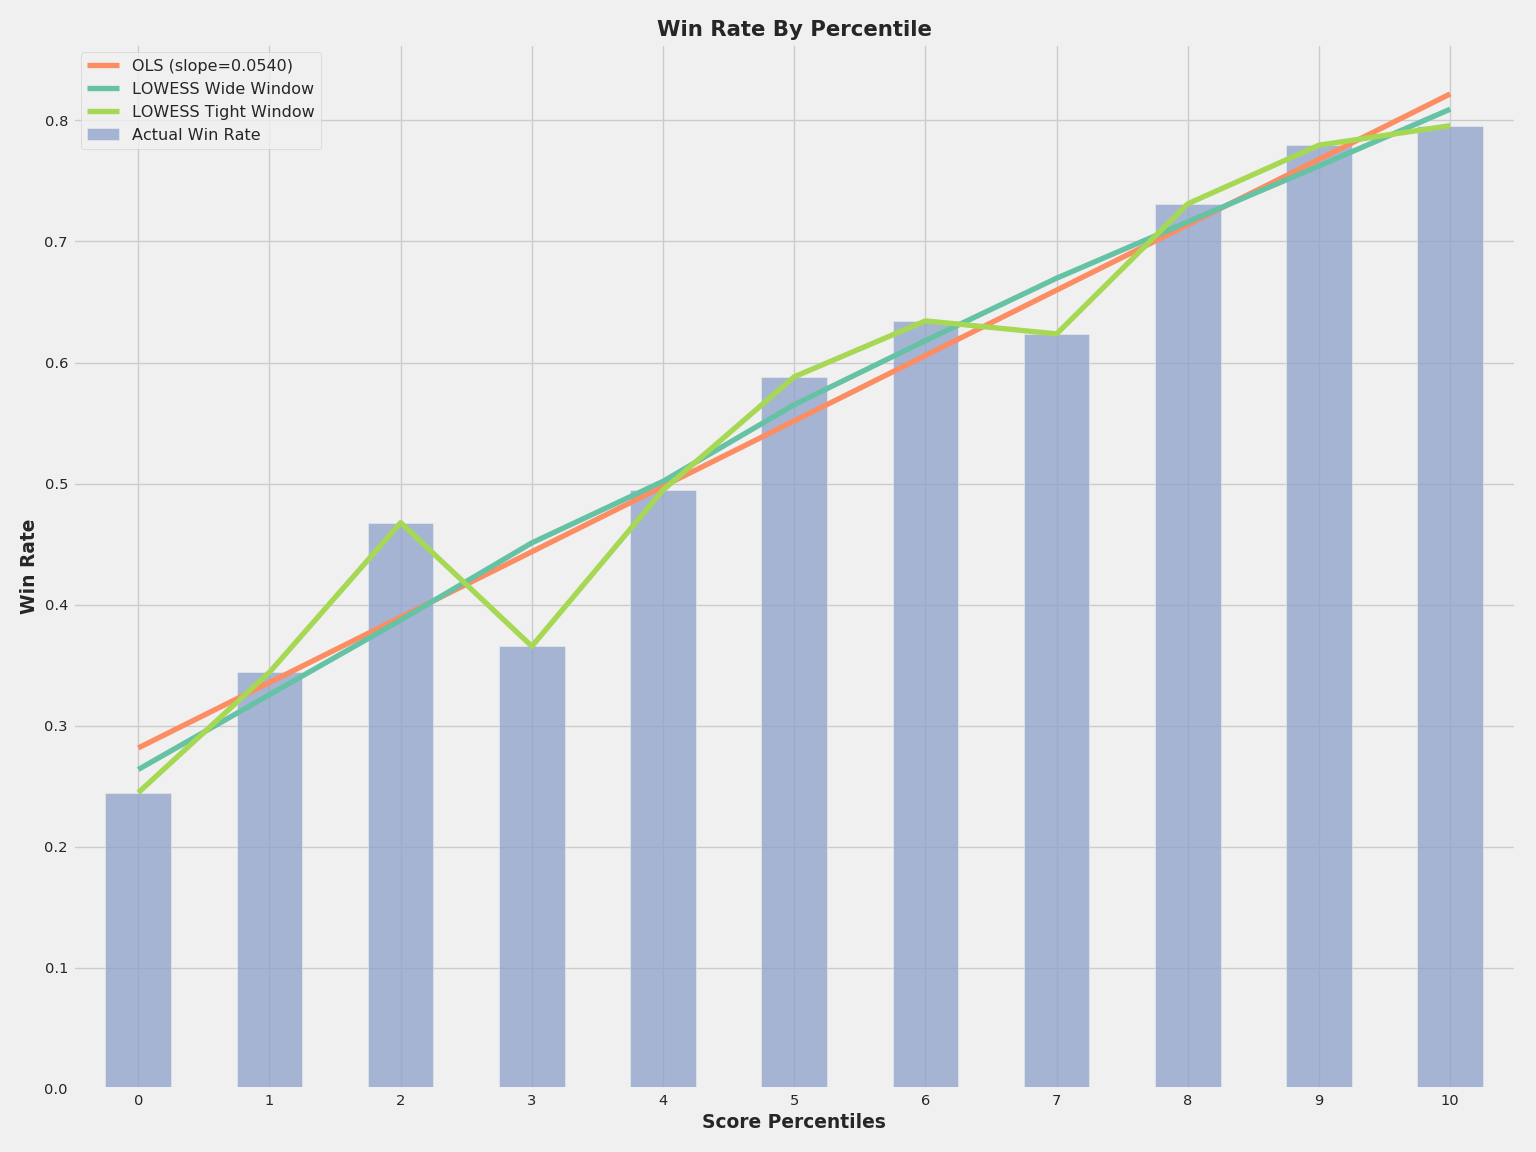 Win Rate By Percentile
OLS (slope=0.0540)
LOWESS Wide Window
LOWESS Tight Window
Actual Win Rate
Win Rate
0.8
0.7
0.6
0.5
0.4
0.3
0.2
0.1
0.0
0 1 2 3 4 5 6 7 8 9 10
Score Percentiles